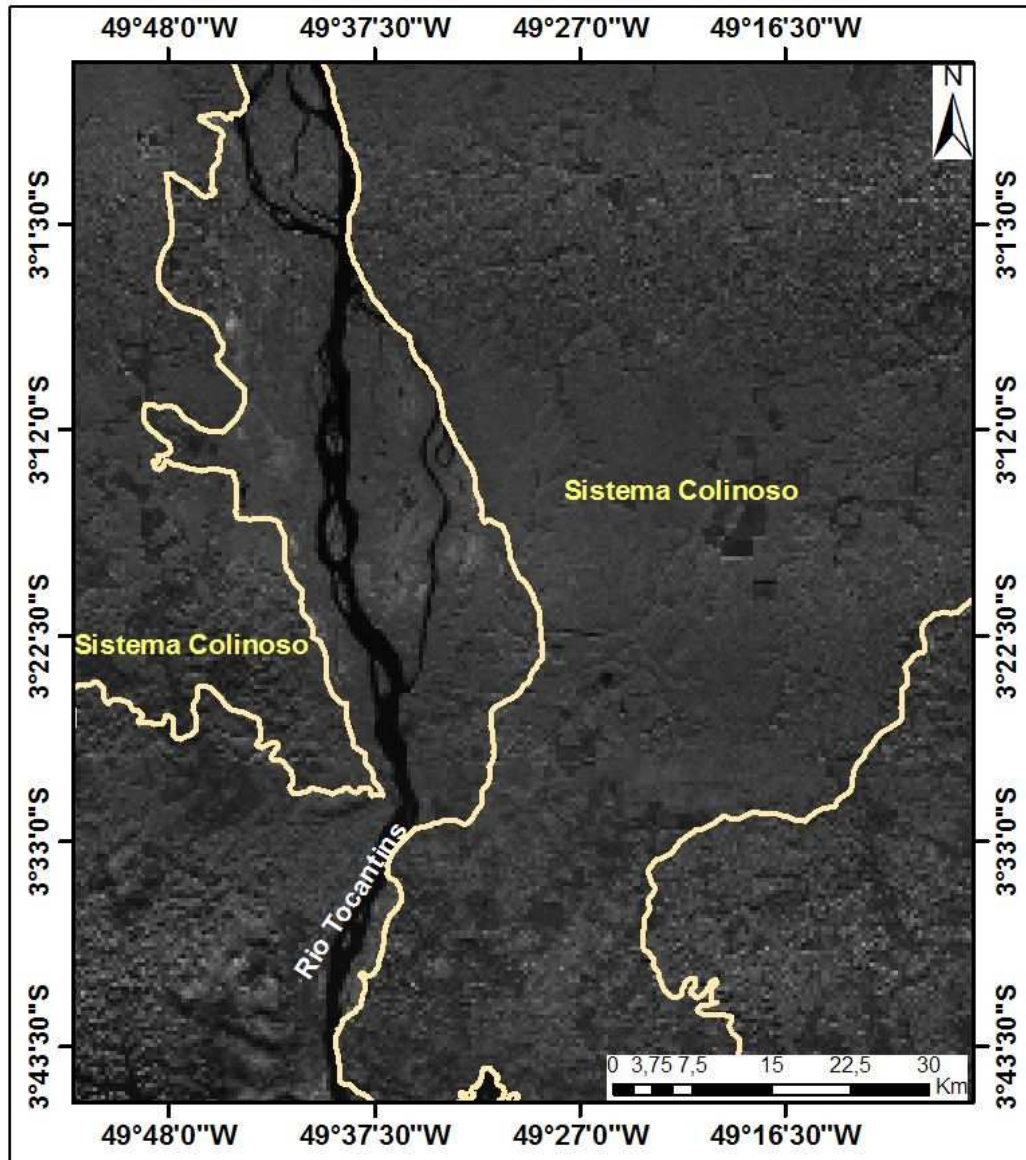 49°48'0"W 49°37'30"W 49°27'0"W 49°16'30"W
N
3°1'30"S 3°1'30"S
3°12'0"S 3°12'0"S
Sistema Colinoso
3°22'30"S 3°22'30"S
Sistema Colinoso
3°33'0"S 3°33'0"S
Rio Tocantins
3°43'30"S 3°43'30"S
0 3,75 7,5 15 22,5 30
Km
49°48'0"W 49°37'30"W 49°27'0"W 49°16'30"W